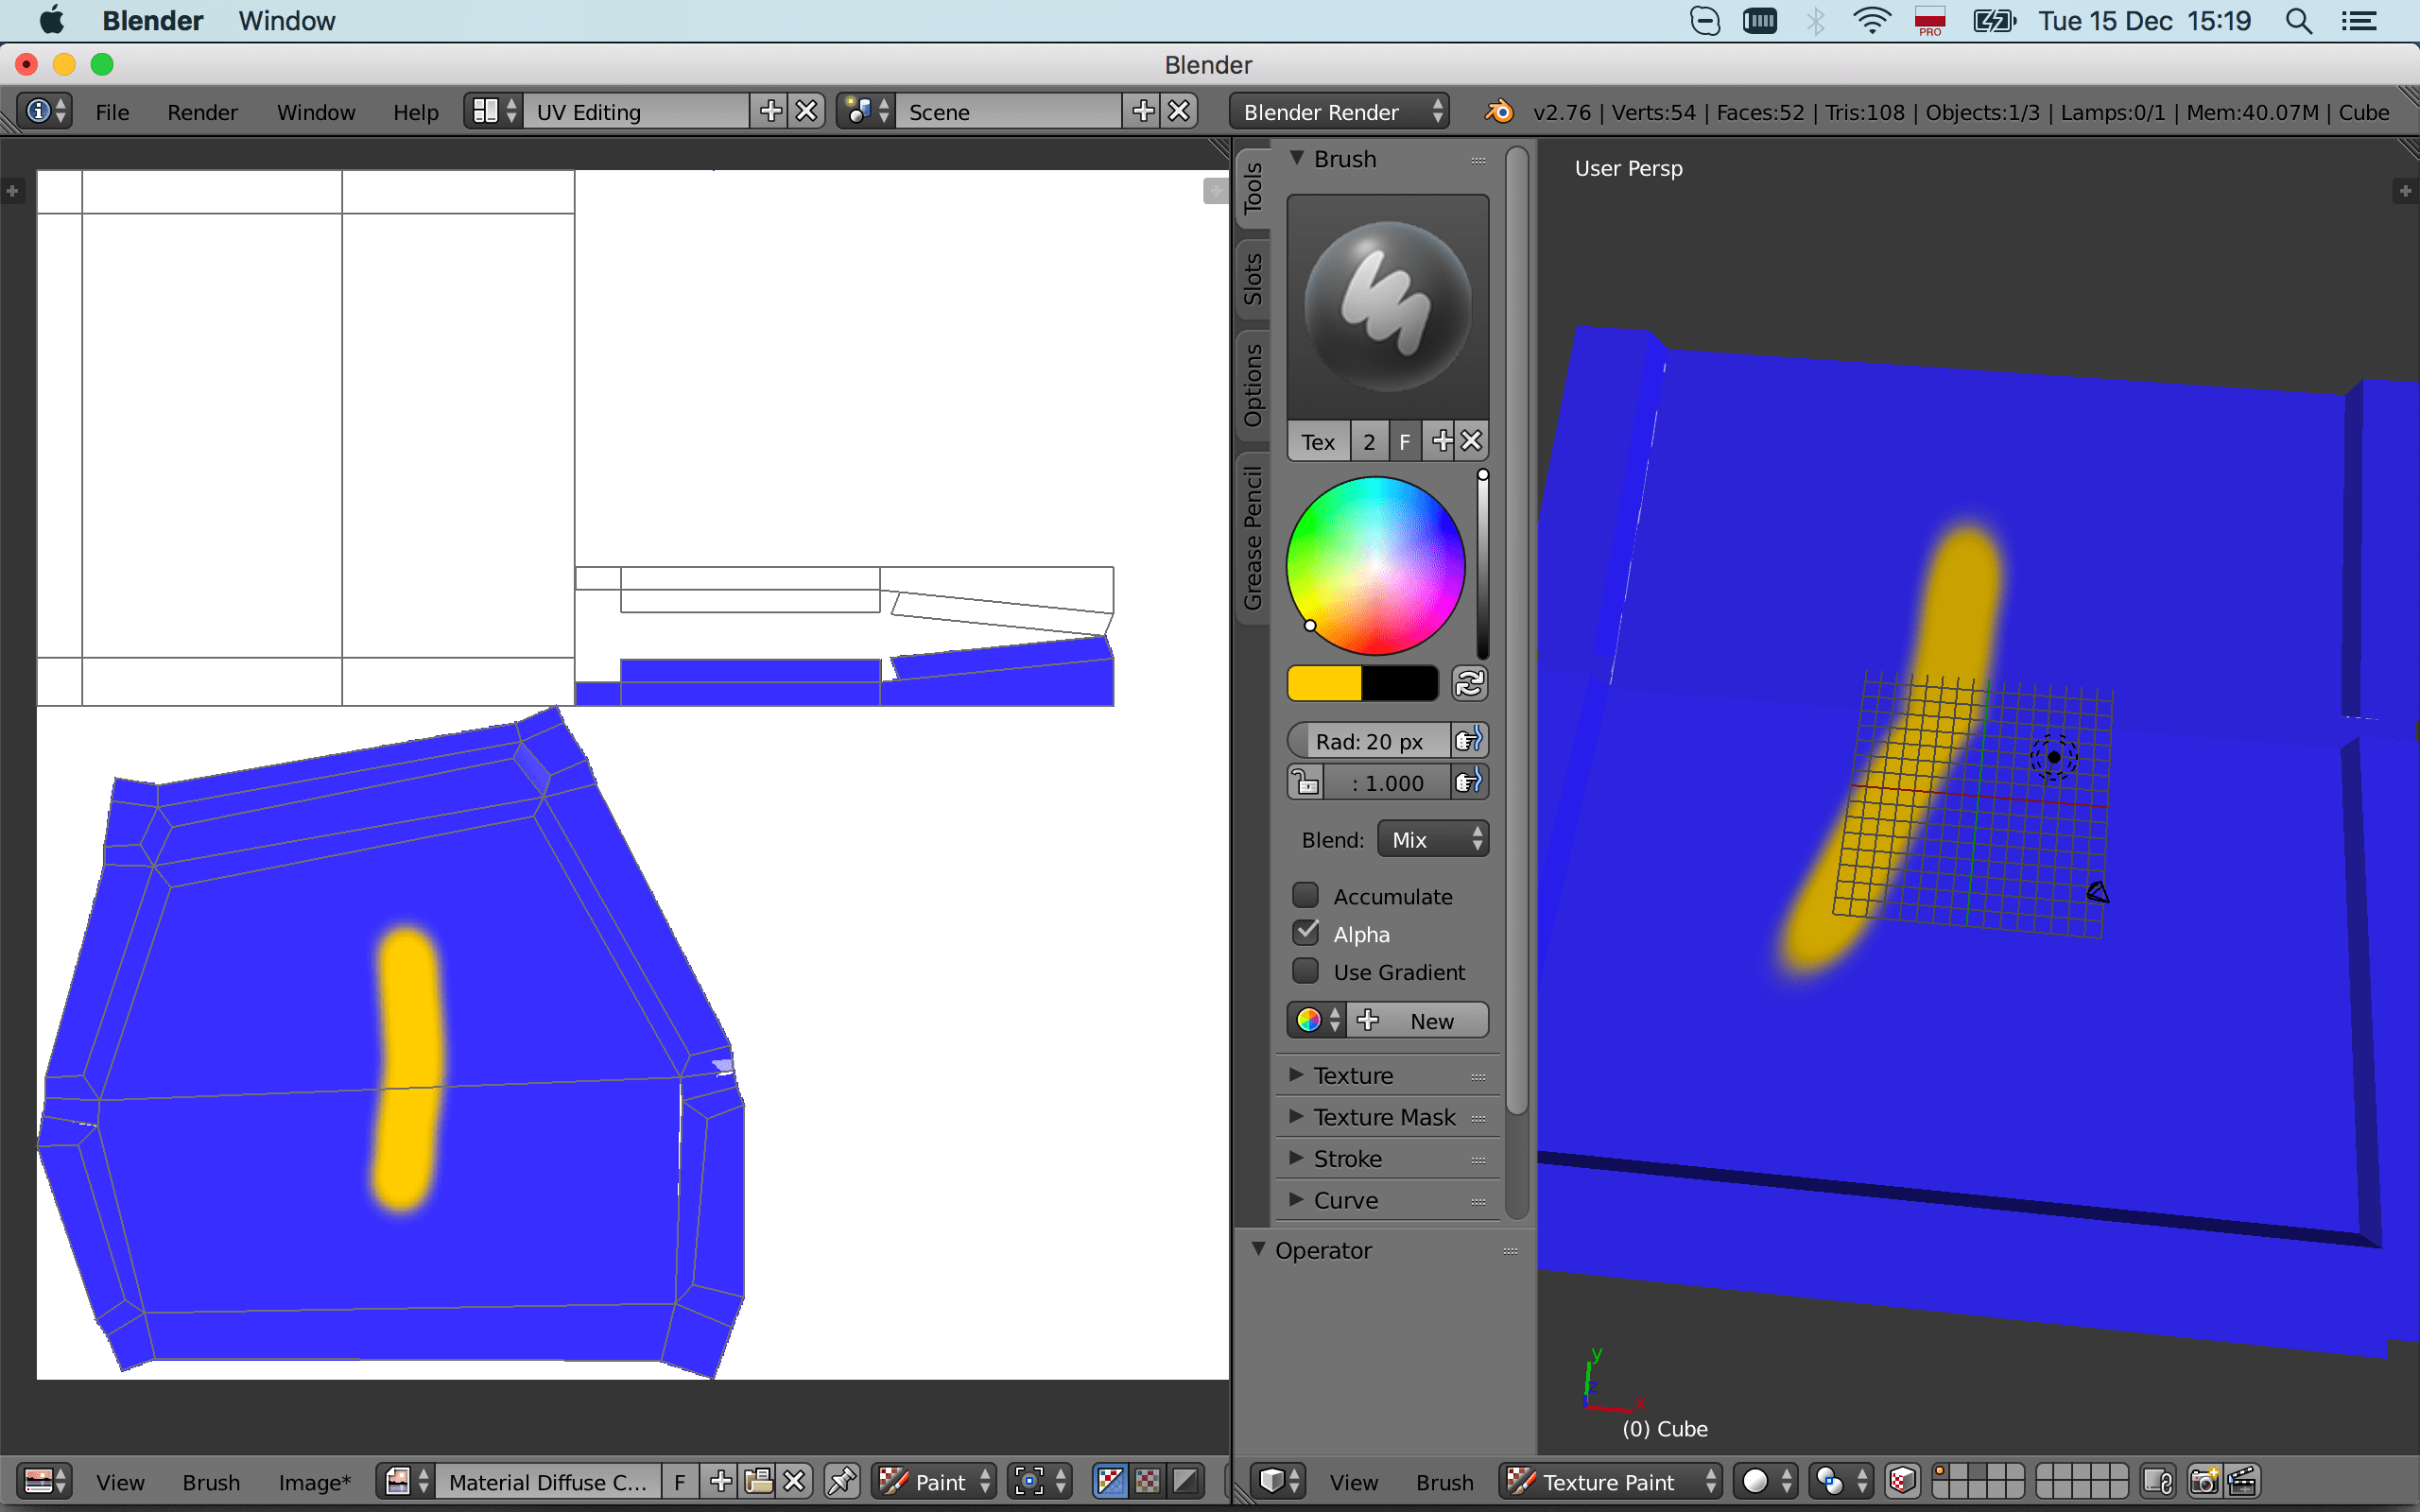 Blender Window PRO Tue 15 Dec 15:19
Blender
File Render Window Help UV Editing Scene Blender Render v2.76 | Verts:54 | Faces:52 | Tris:108 | Objects:1/3 | Lamps:0/1 | Mem:40.07M | Cube
Tools
Slots
Options
Grease Pencil
Brush
Tex 2 F
Rad: 20 px
: 1.000
Blend: Mix
Accumulate
Alpha
Use Gradient
New
Texture
Texture Mask
Stroke
Curve
Operator
User Persp
y
z
x
(0) Cube
View Brush Image* Material Diffuse C... F Paint
View Brush Texture Paint